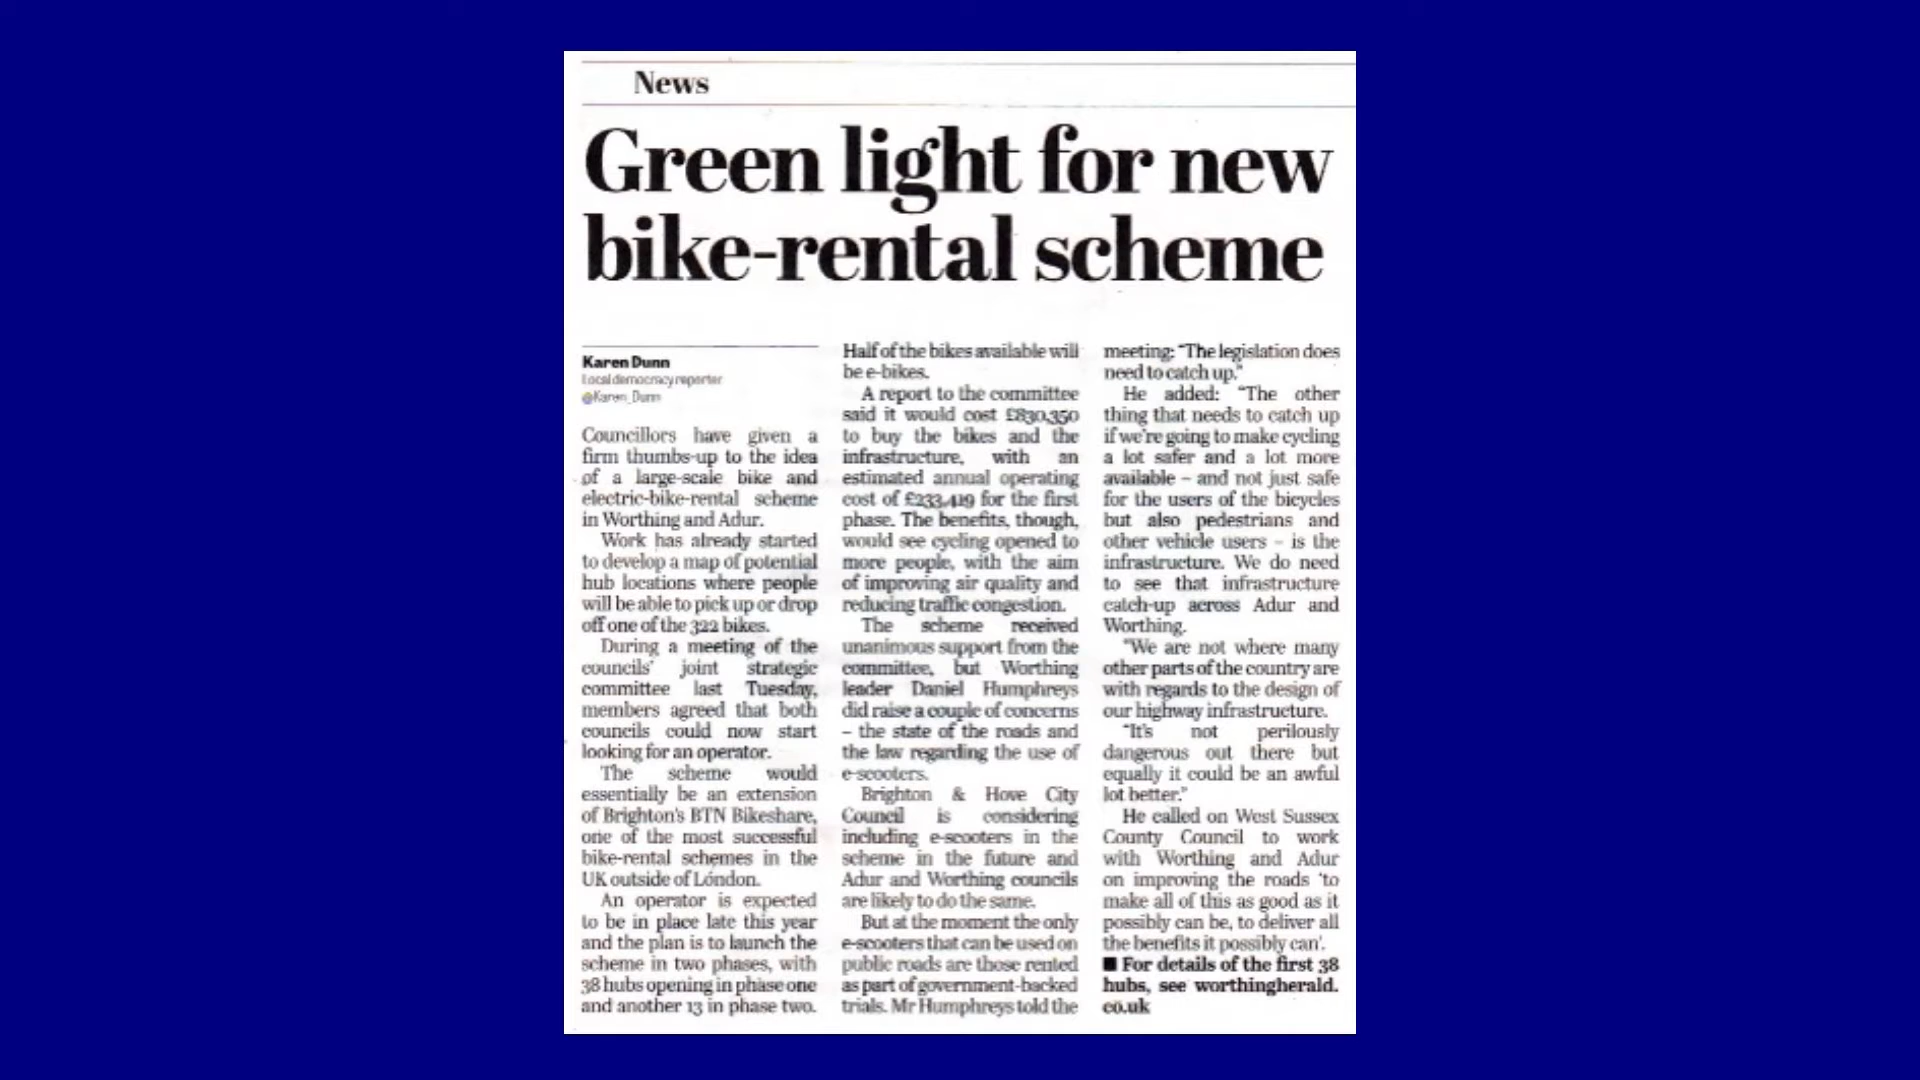 News
Green light for new
bike-rental scheme
Karen Dunn
Local democracy reporter
@Karen_Dunn
Councillors have given a
firm thumbs-up to the idea
of a large-scale bike and
electric-bike-rental scheme
in Worthing and Adur.
Work has already started
to develop a map of potential
hub locations where people
will be able to pick up or drop
off one of the 322 bikes.
During a meeting of the
councils' joint strategic
committee last Tuesday,
members agreed that both
councils could now start
looking for an operator.
The scheme would
essentially be an extension
of Brighton's BTN Bikeshare,
one of the most successful
bike-rental schemes in the
UK outside of London.
An operator is expected
to be in place late this year
and the plan is to launch the
scheme in two phases, with
38 hubs opening in phase one
and another 13 in phase two.
Half of the bikes available will
be e-bikes.
A report to the committee
said it would cost £830,350
to buy the bikes and the
infrastructure, with an
estimated annual operating
cost of £233,419 for the first
phase. The benefits, though,
would see cycling opened to
more people, with the aim
of improving air quality and
reducing traffic congestion.
The scheme received
unanimous support from the
committee, but Worthing
leader Daniel Humphreys
did raise a couple of concerns
– the state of the roads and
the law regarding the use of
e-scooters.
Brighton & Hove City
Council is considering
including e-scooters in the
scheme in the future and
Adur and Worthing councils
are likely to do the same.
But at the moment the only
e-scooters that can be used on
public roads are those rented
as part of government-backed
trials. Mr Humphreys told the
meeting: "The legislation does
need to catch up."
He added: "The other
thing that needs to catch up
if we're going to make cycling
a lot safer and a lot more
available – and not just safe
for the users of the bicycles
but also pedestrians and
other vehicle users – is the
infrastructure. We do need
to see that infrastructure
catch-up across Adur and
Worthing.
"We are not where many
other parts of the country are
with regards to the design of
our highway infrastructure.
"It's not perilously
dangerous out there but
equally it could be an awful
lot better."
He called on West Sussex
County Council to work
with Worthing and Adur
on improving the roads 'to
make all of this as good as it
possibly can be, to deliver all
the benefits it possibly can'.
■ For details of the first 38
hubs, see worthingherald.
co.uk